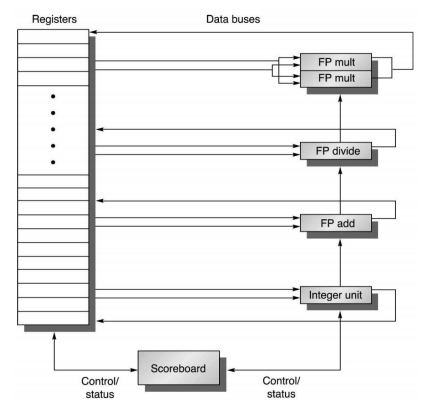 Registers
Data buses
FP mult
FP mult
FP divide
FP add
Integer unit
Scoreboard
Control/
status
Control/
status